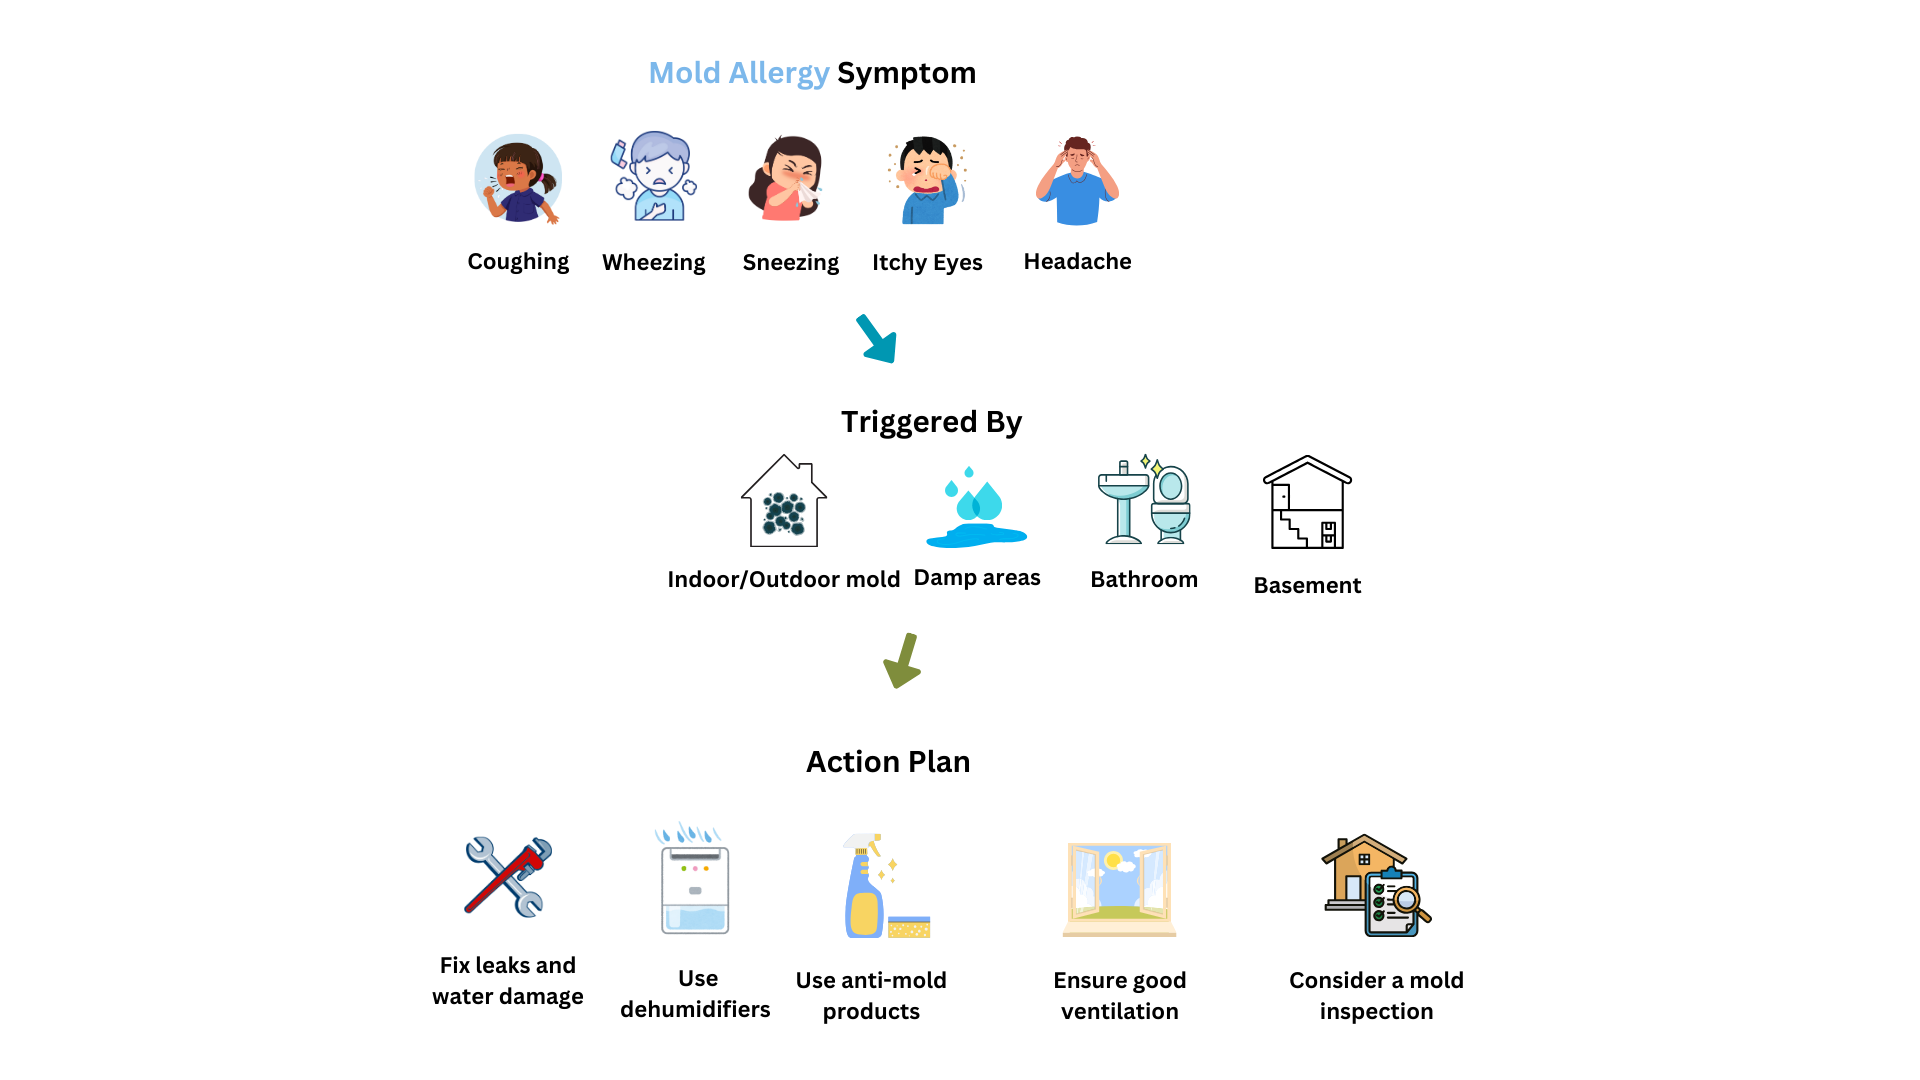 Mold Allergy Symptom
Coughing
Wheezing
Sneezing
Itchy Eyes
Headache
Triggered By
Indoor/Outdoor mold
Damp areas
Bathroom
Basement
Action Plan
Fix leaks and
water damage
Use
dehumidifiers
Use anti-mold
products
Ensure good
ventilation
Consider a mold
inspection